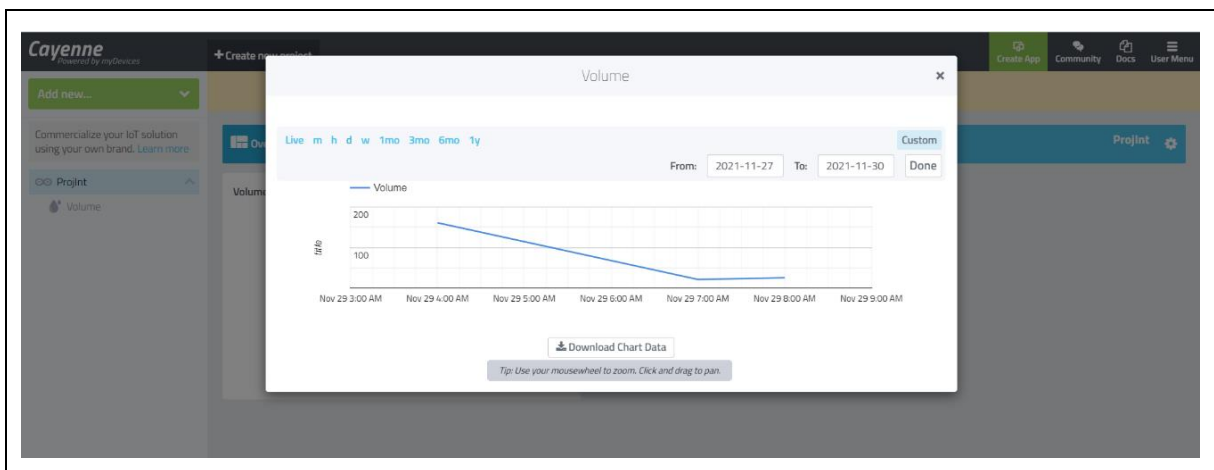 Cayenne
Powered by myDevices
+ Create new project
Create App
Community
Docs
User Menu
Add new...
Commercialize your IoT solution
using your own brand. Learn more
ProjInt
Volume
Volume
×
Live m h d w 1mo 3mo 6mo 1y
Custom
From: 2021-11-27 To: 2021-11-30 Done
ProjInt
Volume
Volume
200
100
title
Nov 29 3:00 AM Nov 29 4:00 AM Nov 29 5:00 AM Nov 29 6:00 AM Nov 29 7:00 AM Nov 29 8:00 AM Nov 29 9:00 AM
Download Chart Data
Tip: Use your mousewheel to zoom. Click and drag to pan.